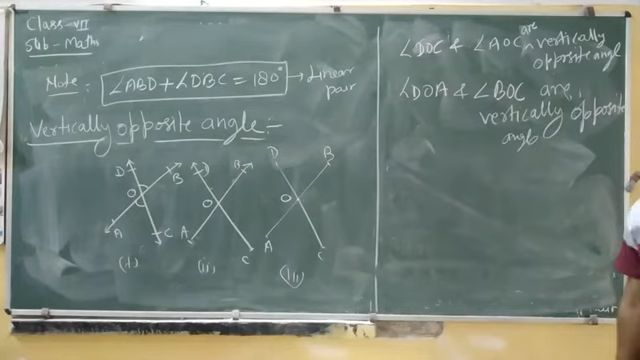 Class-VII
Sub-Maths
Note: ∠ABD+∠DBC=180° → Linear
pair
Vertically opposite angle:-
D B O A C
(i)
D B O A C
(ii)
D B O A C
(iii)
∠DOC & ∠AOC are vertically
opposite angle
∠DOA & ∠BOC are
vertically opposite
angle